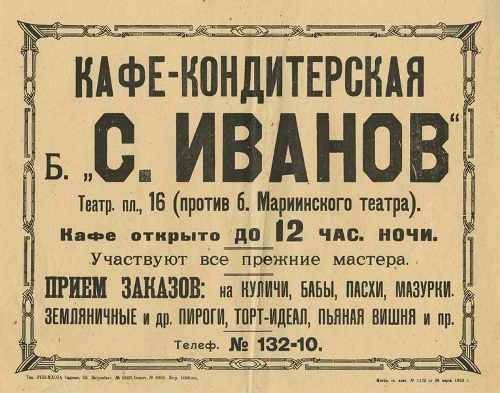 КАФЕ-КОНДИТЕРСКАЯ
Б. „С. ИВАНОВ“
Театр. пл., 16 (против б. Мариинского театра).
Кафе открыто до 12 час. ночи.
Участвуют все прежние мастера.
ПРИЕМ ЗАКАЗОВ: на КУЛИЧИ, БАБЫ, ПАСХИ, МАЗУРКИ.
ЗЕМЛЯНИЧНЫЕ и др. ПИРОГИ, ТОРТ-ИДЕАЛ, ПЬЯНАЯ ВИШНЯ и пр.
Телеф. № 132-10.